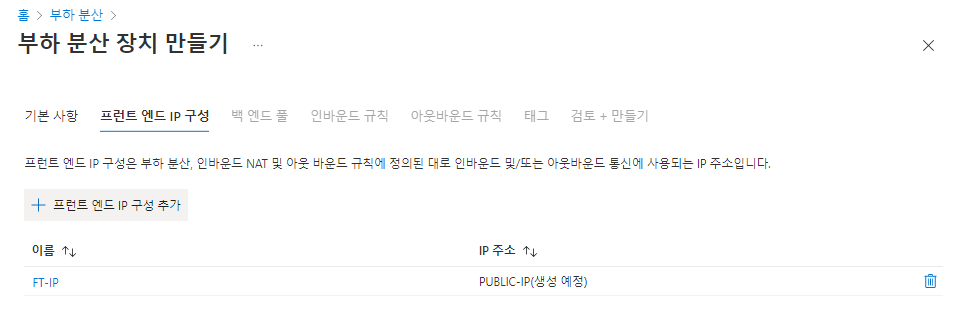 홈 > 부하 분산 >
부하 분산 장치 만들기 ...
기본 사항 프런트 엔드 IP 구성 백 엔드 풀 인바운드 규칙 아웃바운드 규칙 태그 검토 + 만들기
프런트 엔드 IP 구성은 부하 분산, 인바운드 NAT 및 아웃 바운드 규칙에 정의된 대로 인바운드 및/또는 아웃바운드 통신에 사용되는 IP 주소입니다.
+ 프런트 엔드 IP 구성 추가
이름 ↑↓ IP 주소 ↑↓
FT-IP PUBLIC-IP(생성 예정)